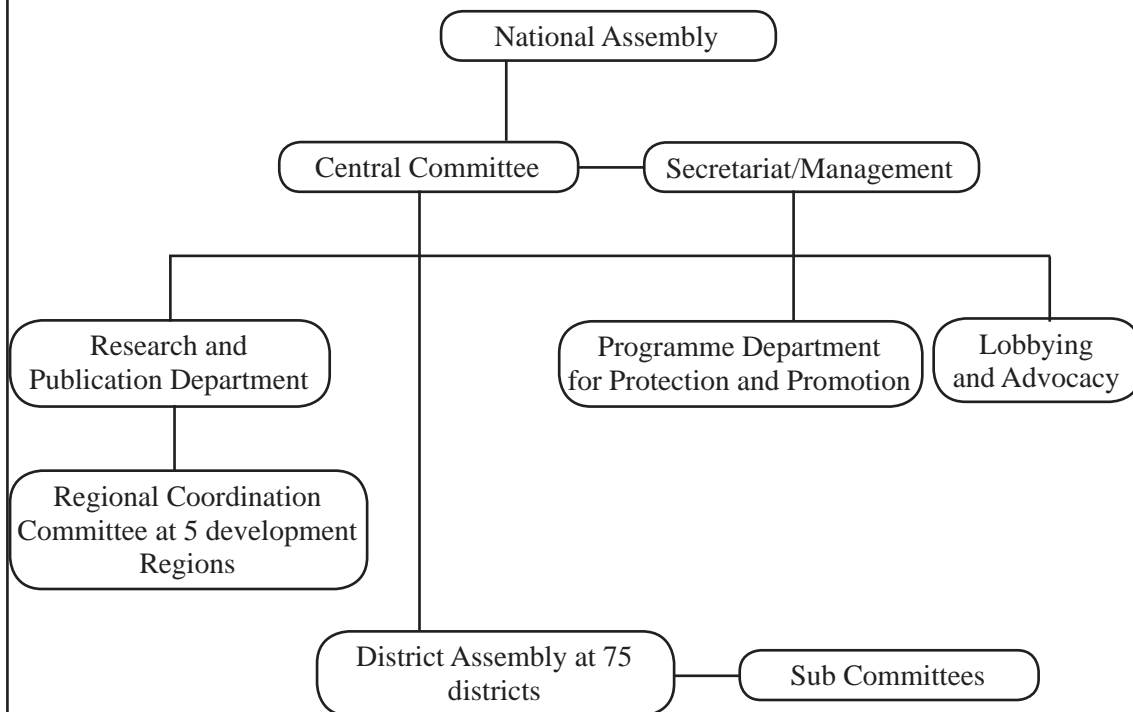 National Assembly
Central Committee
Secretariat/Management
Research and
Publication Department
Programme Department
for Protection and Promotion
Lobbying
and Advocacy
Regional Coordination
Committee at 5 development
Regions
District Assembly at 75
districts
Sub Committees